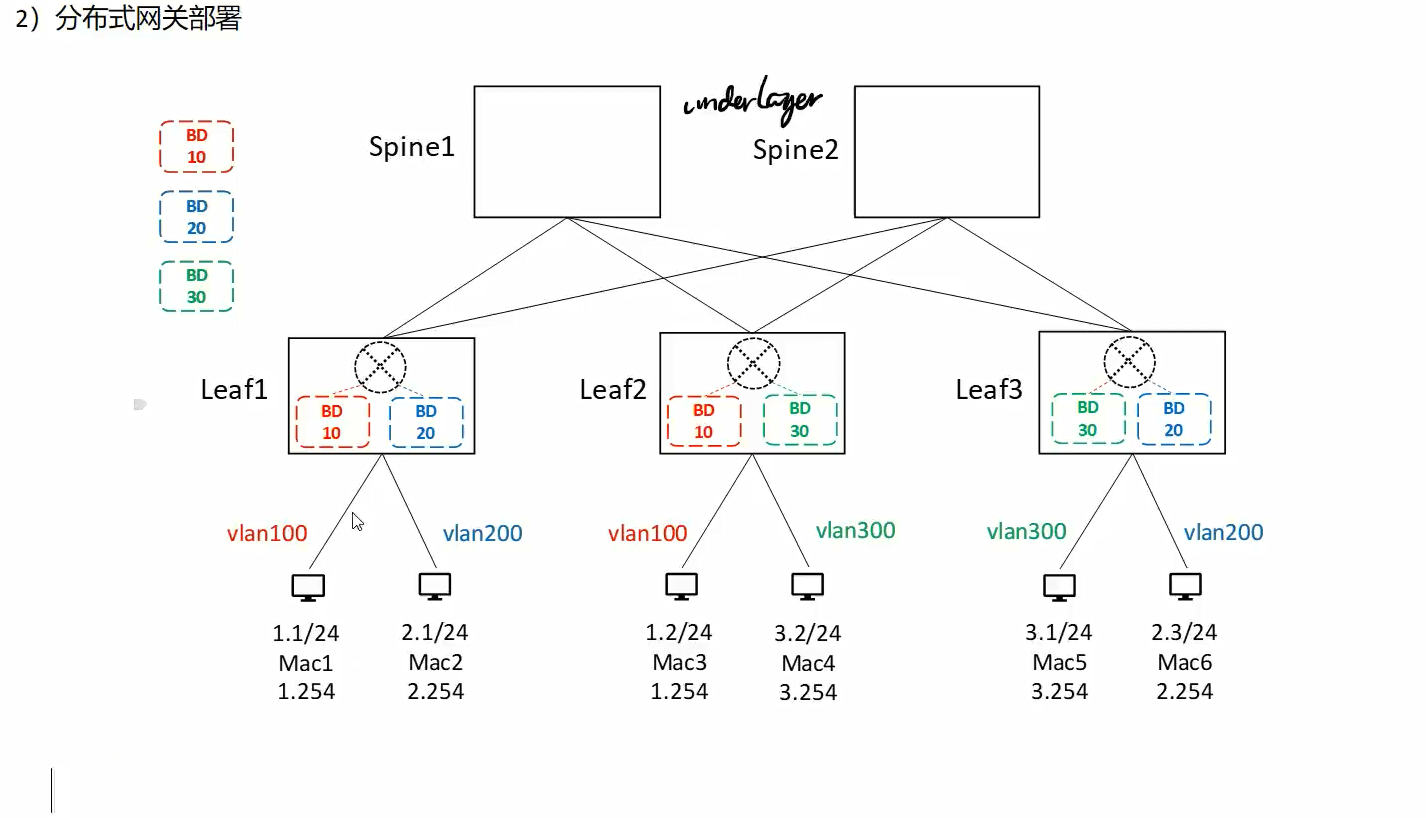 2）分布式网关部署
underlayer
Spine1
Spine2
BD
10
BD
20
BD
30
Leaf1
BD
10
BD
20
Leaf2
BD
10
BD
30
Leaf3
BD
30
BD
20
vlan100
vlan200
vlan100
vlan300
vlan300
vlan200
1.1/24
Mac1
1.254
2.1/24
Mac2
2.254
1.2/24
Mac3
1.254
3.2/24
Mac4
3.254
3.1/24
Mac5
3.254
2.3/24
Mac6
2.254